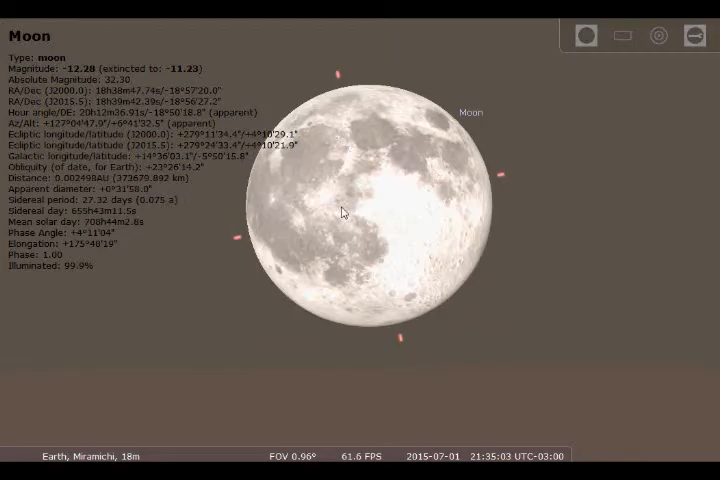 Moon
Type: moon
Magnitude: -12.28 (extincted to: -11.23)
Absolute Magnitude: 32.30
RA/Dec (J2000.0): 18h38m47.74s/-18°57'20.0"
RA/Dec (J2015.5): 18h39m42.39s/-18°56'27.2"
Hour angle/DE: 20h12m36.91s/-18°50'18.8" (apparent)
Az/Alt: +127°04'47.9"/+6°41'32.5" (apparent)
Ecliptic longitude/latitude (J2000.0): +279°11'34.4"/+4°10'29.1"
Ecliptic longitude/latitude (J2015.5): +279°24'33.4"/+4°10'21.9"
Galactic longitude/latitude: +14°36'03.1"/-5°50'15.8"
Obliquity (of date, for Earth): +23°26'14.2"
Distance: 0.002498AU (373679.892 km)
Apparent diameter: +0°31'58.0"
Sidereal period: 27.32 days (0.075 a)
Sidereal day: 655h43m11.5s
Mean solar day: 708h44m2.8s
Phase Angle: +4°11'04"
Elongation: +175°48'19"
Phase: 1.00
Illuminated: 99.9%
Moon
Earth, Miramichi, 18m FOV 0.96° 61.6 FPS 2015-07-01 21:35:03 UTC-03:00